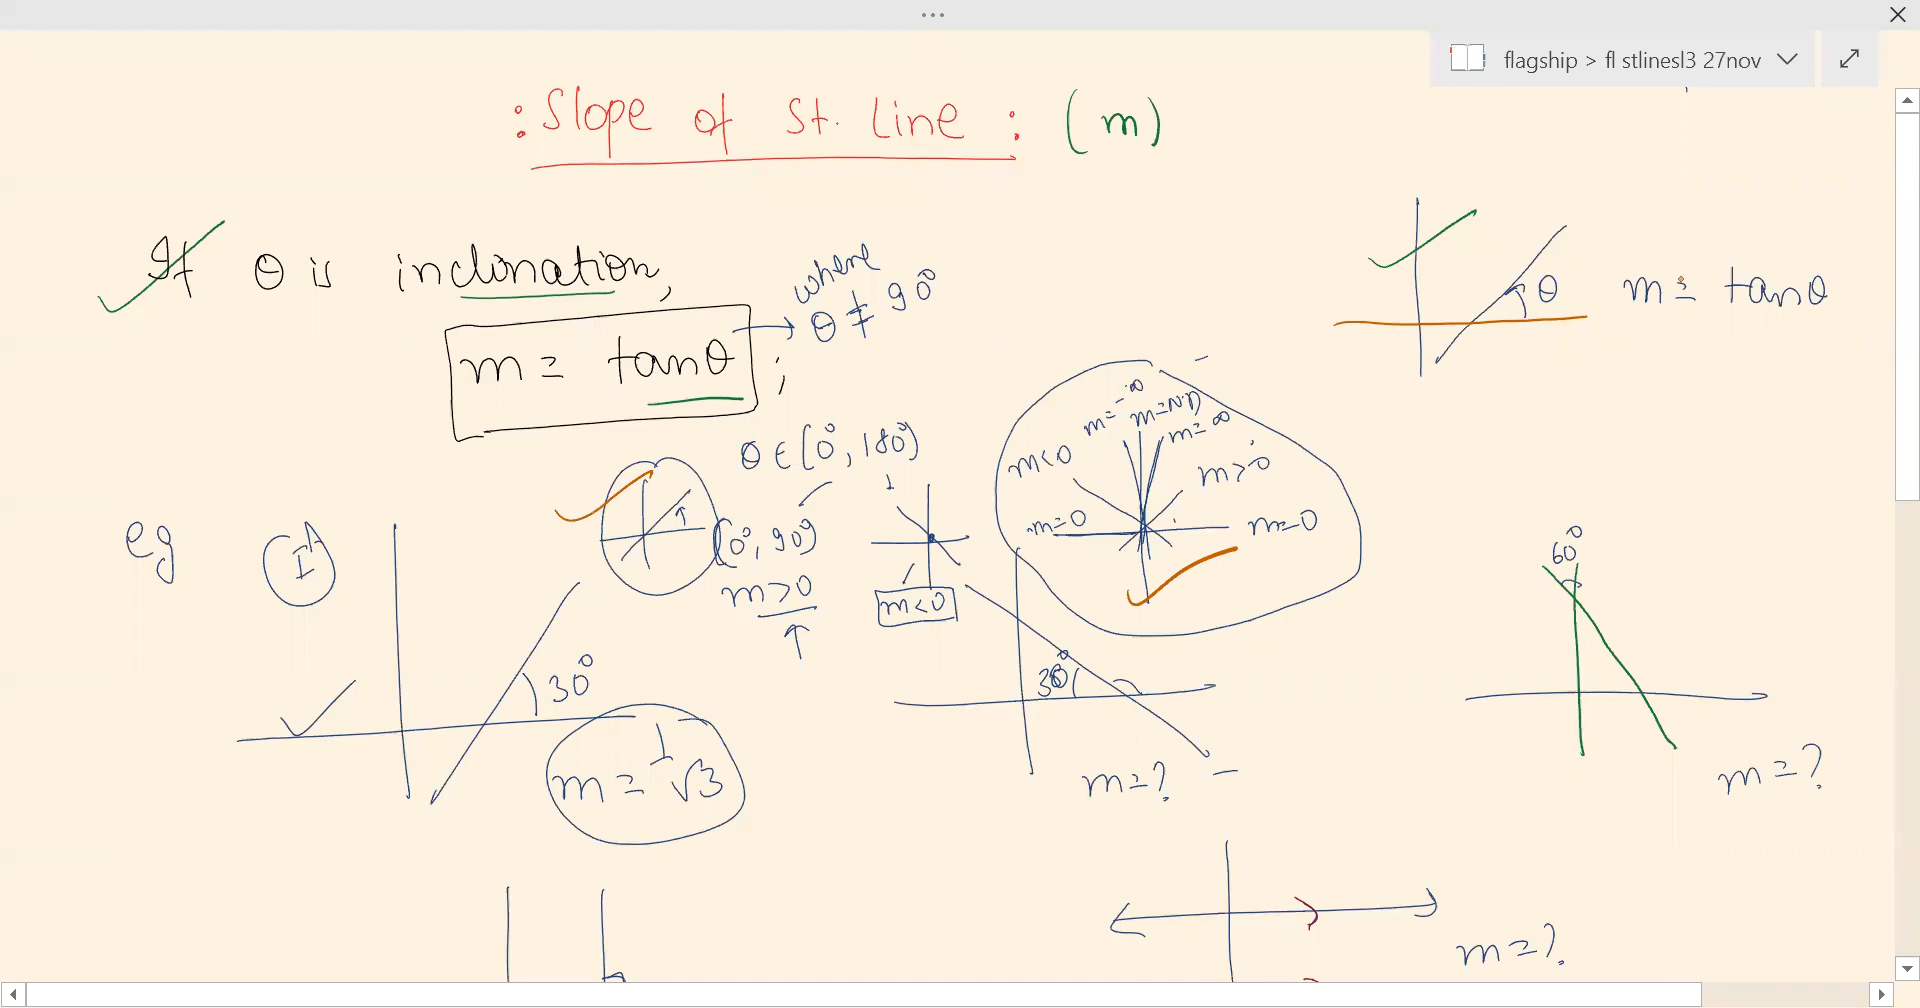 flagship > fl stlinesl3 27nov
: Slope of St. Line : (m)
If θ is inclination,
where
θ ≠ 90°
m = tanθ ;
θ
m = tanθ
θ ∈ (0°, 180°)
(0°, 90°)
m>0
m<0
m<0
m=-∞
m=N.D
m=∞
m>0
m=0
m=0
eg
30°
m = 1/√3
30°
m=?
60°
m=?
m=?